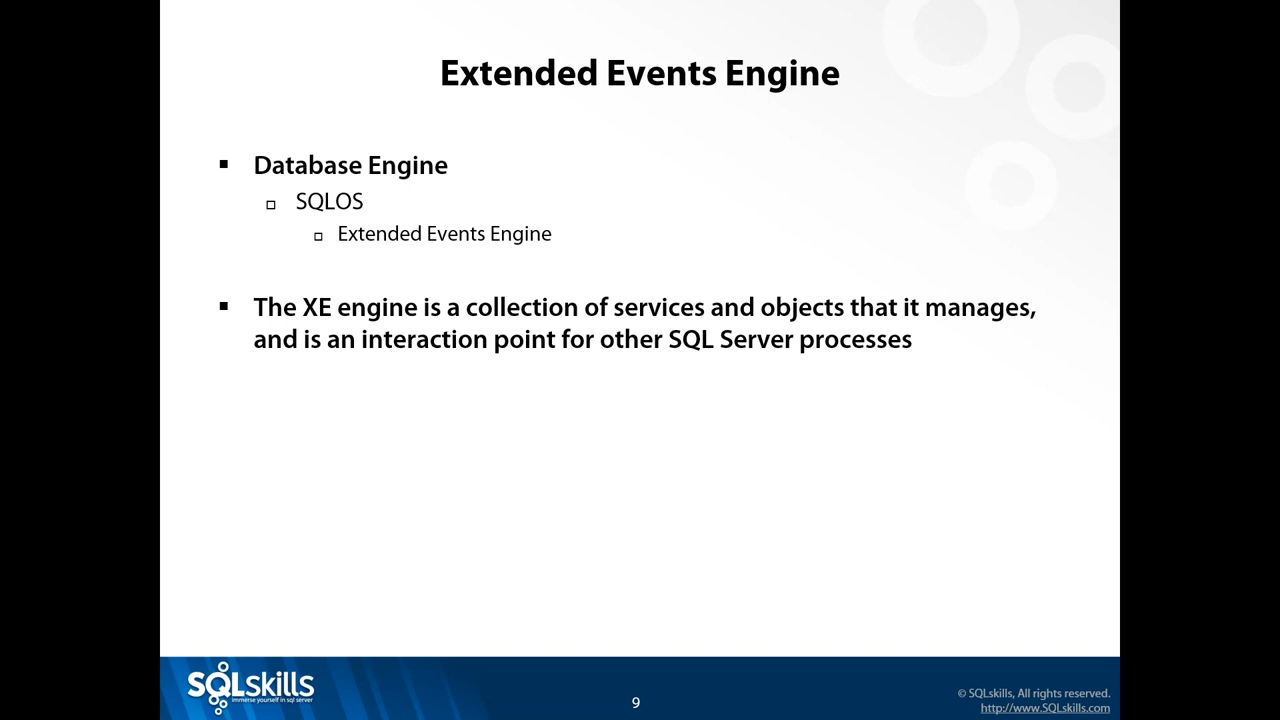 Extended Events Engine
Database Engine
SQLOS
Extended Events Engine
The XE engine is a collection of services and objects that it manages,
and is an interaction point for other SQL Server processes
SQLskills
immerse yourself in sql server
9
© SQLskills, All rights reserved.
http://www.SQLskills.com